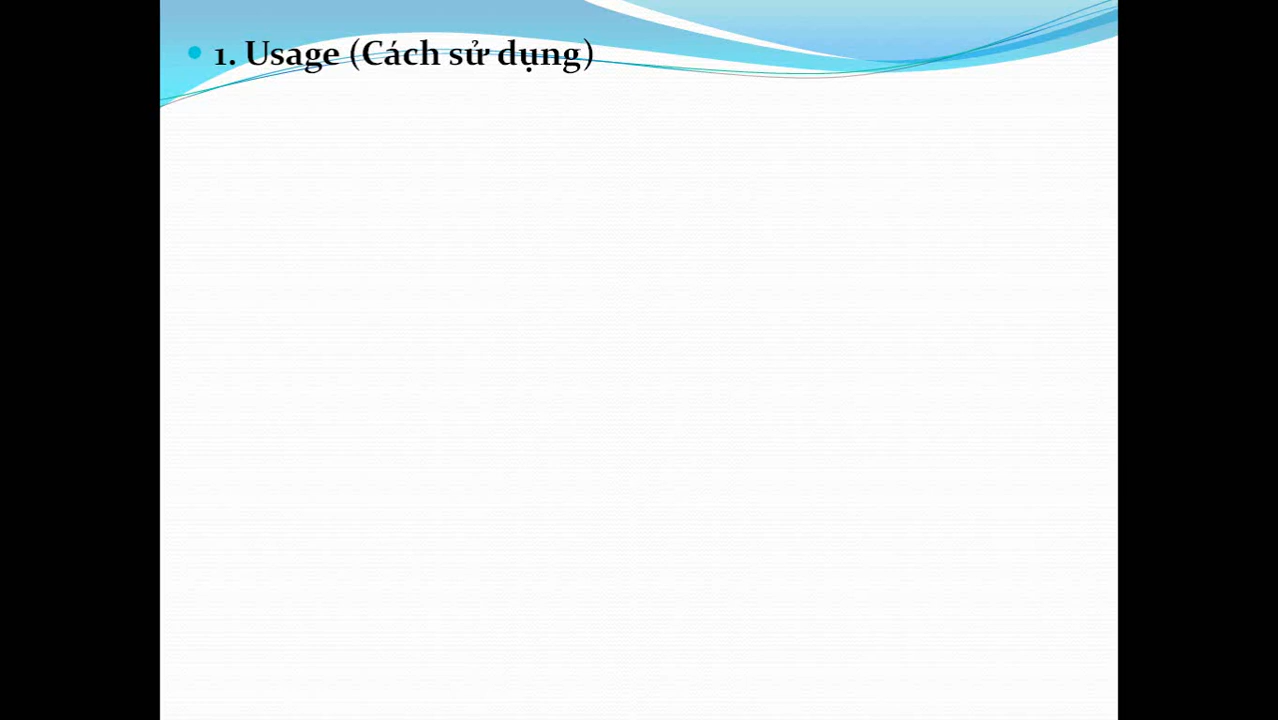 1. Usage (Cách sử dụng)